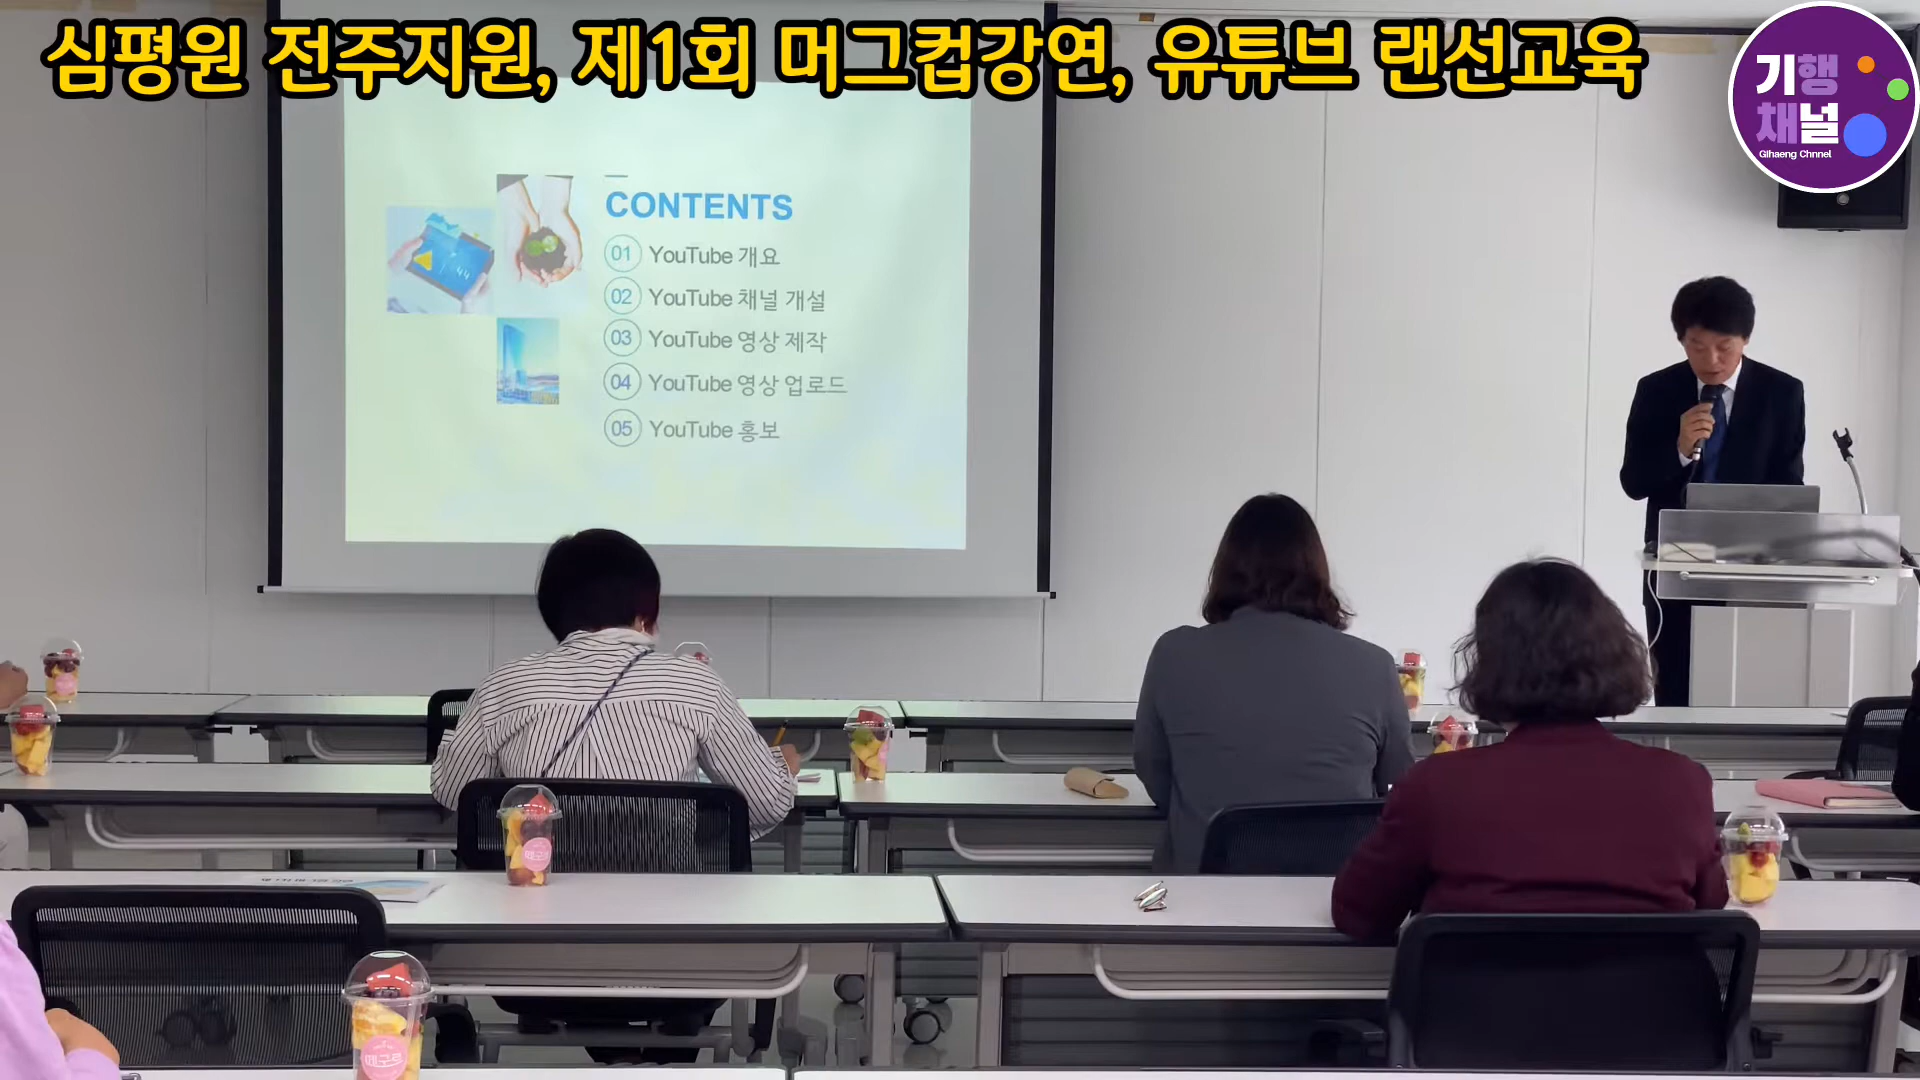 심평원 전주지원, 제1회 머그컵강연, 유튜브 랜선교육
기행
채널
Gihaeng Chnnel
CONTENTS
01 YouTube 개요
02 YouTube 채널 개설
03 YouTube 영상 제작
04 YouTube 영상 업로드
05 YouTube 홍보